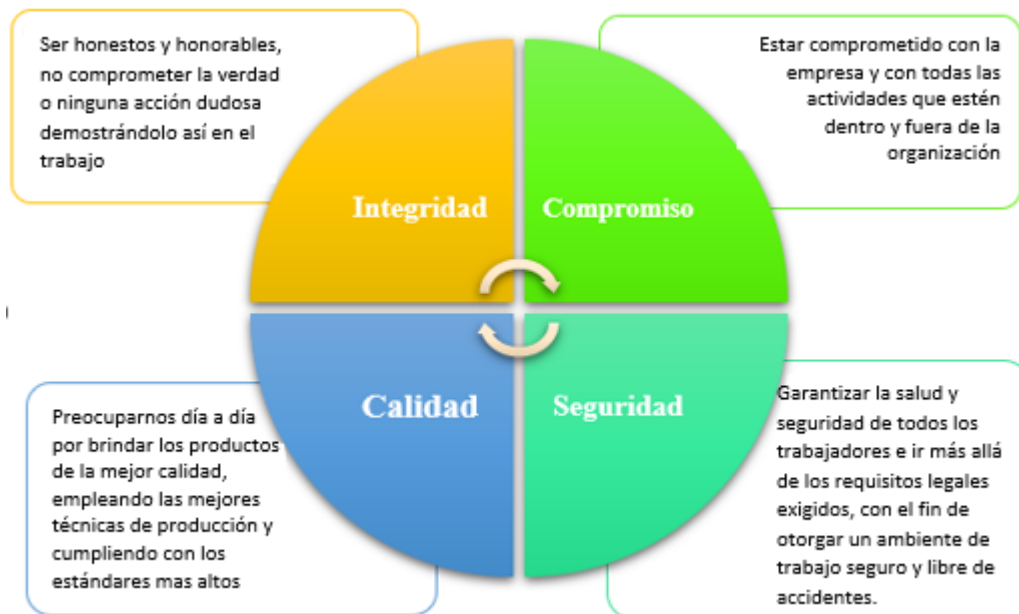 Ser honestos y honorables,
no comprometer la verdad
o ninguna acción dudosa
demostrándolo así en el
trabajo
Estar comprometido con la
empresa y con todas las
actividades que estén
dentro y fuera de la
organización
Integridad
Compromiso
Calidad
Seguridad
Preocuparnos día a día
por brindar los productos
de la mejor calidad,
empleando las mejores
técnicas de producción y
cumpliendo con los
estándares mas altos
Garantizar la salud y
seguridad de todos los
trabajadores e ir más allá
de los requisitos legales
exigidos, con el fin de
otorgar un ambiente de
trabajo seguro y libre de
accidentes.